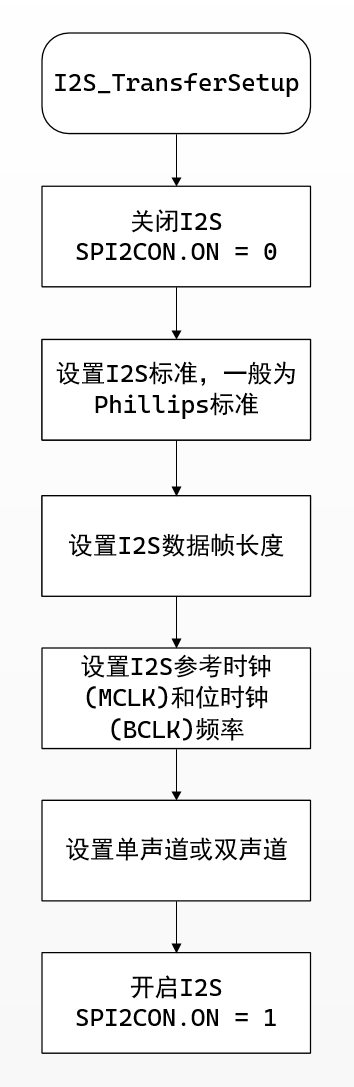 I2S_TransferSetup
关闭I2S
SPI2CON.ON = 0
设置I2S标准，一般为
Phillips标准
设置I2S数据帧长度
设置I2S参考时钟
(MCLK)和位时钟
(BCLK)频率
设置单声道或双声道
开启I2S
SPI2CON.ON = 1